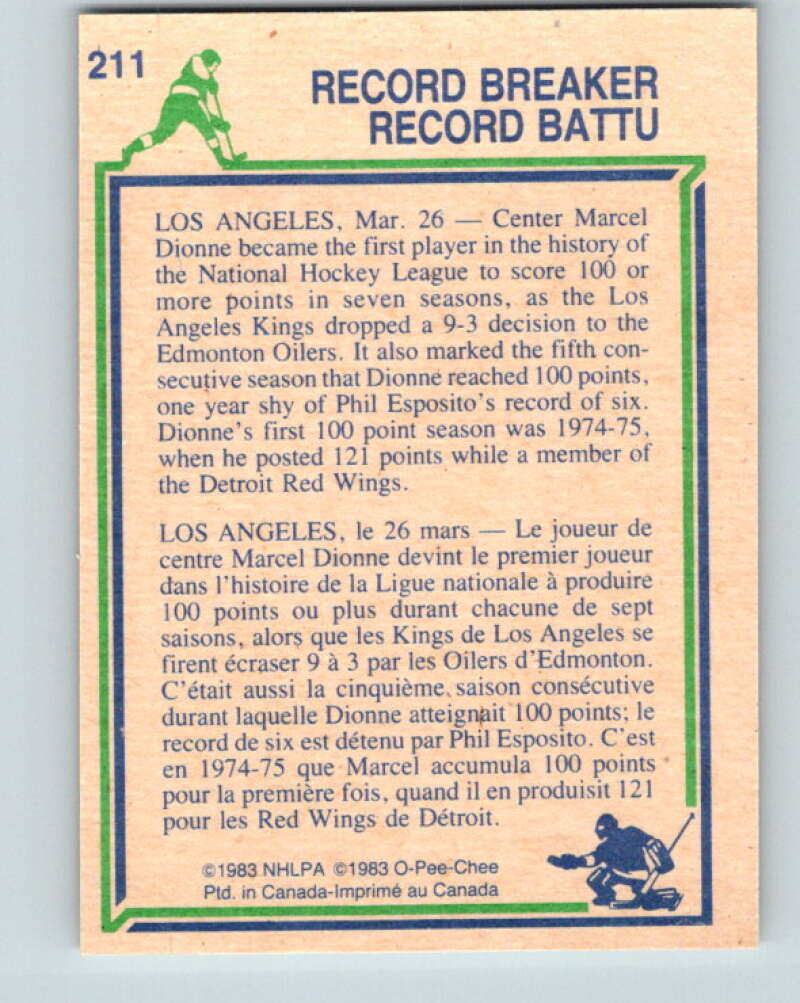 211
RECORD BREAKER
RECORD BATTU
LOS ANGELES, Mar. 26 — Center Marcel
Dionne became the first player in the history of
the National Hockey League to score 100 or
more points in seven seasons, as the Los
Angeles Kings dropped a 9-3 decision to the
Edmonton Oilers. It also marked the fifth con-
secutive season that Dionne reached 100 points,
one year shy of Phil Esposito's record of six.
Dionne's first 100 point season was 1974-75,
when he posted 121 points while a member of
the Detroit Red Wings.
LOS ANGELES, le 26 mars — Le joueur de
centre Marcel Dionne devint le premier joueur
dans l'histoire de la Ligue nationale à produire
100 points ou plus durant chacune de sept
saisons, alors que les Kings de Los Angeles se
firent écraser 9 à 3 par les Oilers d'Edmonton.
C'était aussi la cinquième saison consécutive
durant laquelle Dionne atteignait 100 points; le
record de six est détenu par Phil Esposito. C'est
en 1974-75 que Marcel accumula 100 points
pour la première fois, quand il en produisit 121
pour les Red Wings de Détroit.
©1983 NHLPA ©1983 O-Pee-Chee
Ptd. in Canada-Imprimé au Canada